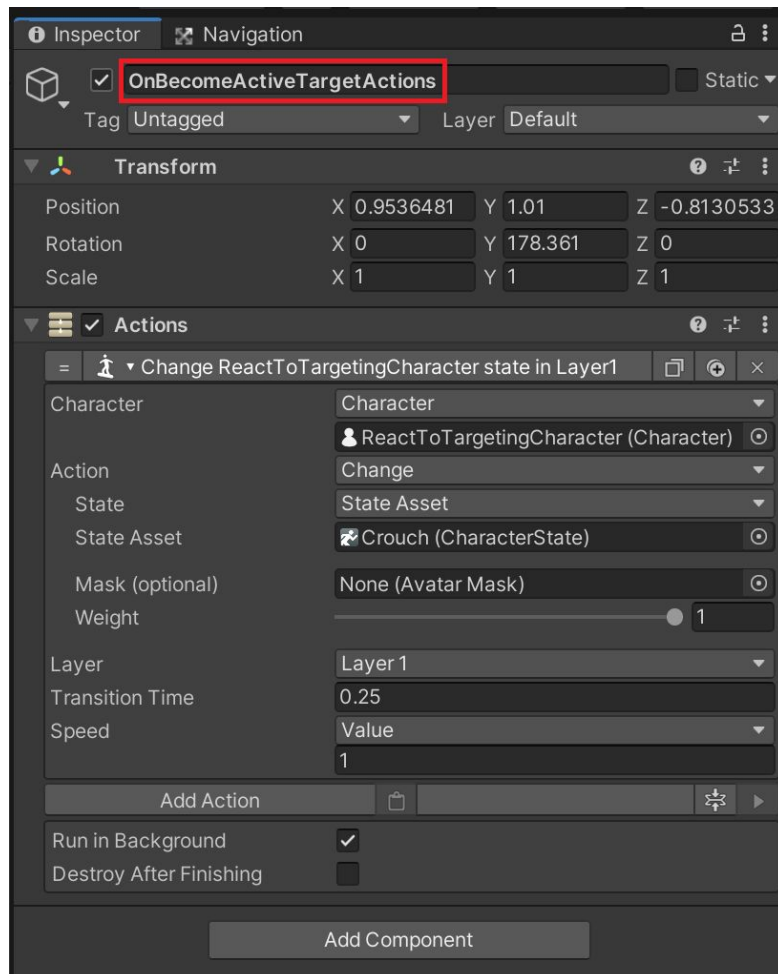 Inspector Navigation
OnBecomeActiveTargetActions Static
Tag Untagged Layer Default
Transform
Position X 0.9536481 Y 1.01 Z -0.8130533
Rotation X 0 Y 178.361 Z 0
Scale X 1 Y 1 Z 1
Actions
= Change ReactToTargetingCharacter state in Layer1
Character Character
ReactToTargetingCharacter (Character)
Action Change
State State Asset
State Asset Crouch (CharacterState)
Mask (optional) None (Avatar Mask)
Weight 1
Layer Layer 1
Transition Time 0.25
Speed Value
1
Add Action
Run in Background
Destroy After Finishing
Add Component